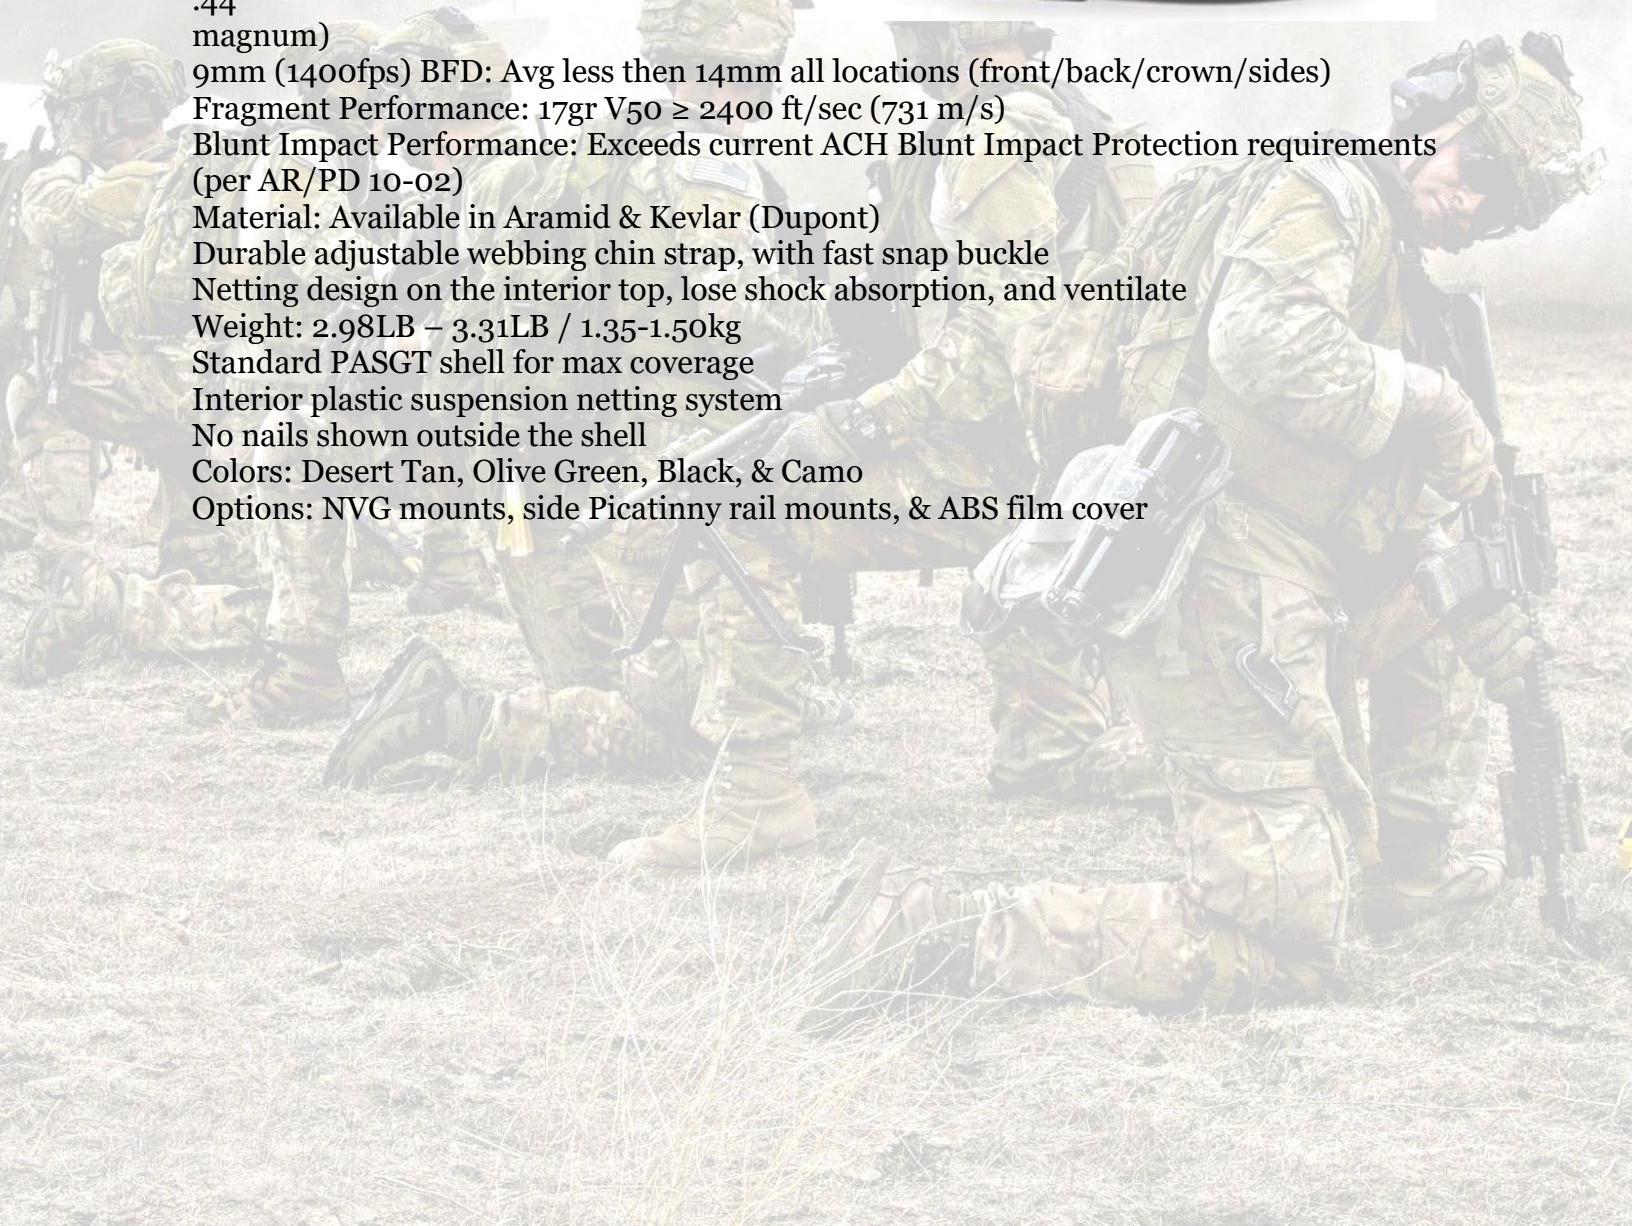 .44
magnum)
9mm (1400fps) BFD: Avg less then 14mm all locations (front/back/crown/sides)
Fragment Performance: 17gr V50 ≥ 2400 ft/sec (731 m/s)
Blunt Impact Performance: Exceeds current ACH Blunt Impact Protection requirements
(per AR/PD 10-02)
Material: Available in Aramid & Kevlar (Dupont)
Durable adjustable webbing chin strap, with fast snap buckle
Netting design on the interior top, lose shock absorption, and ventilate
Weight: 2.98LB – 3.31LB / 1.35-1.50kg
Standard PASGT shell for max coverage
Interior plastic suspension netting system
No nails shown outside the shell
Colors: Desert Tan, Olive Green, Black, & Camo
Options: NVG mounts, side Picatinny rail mounts, & ABS film cover